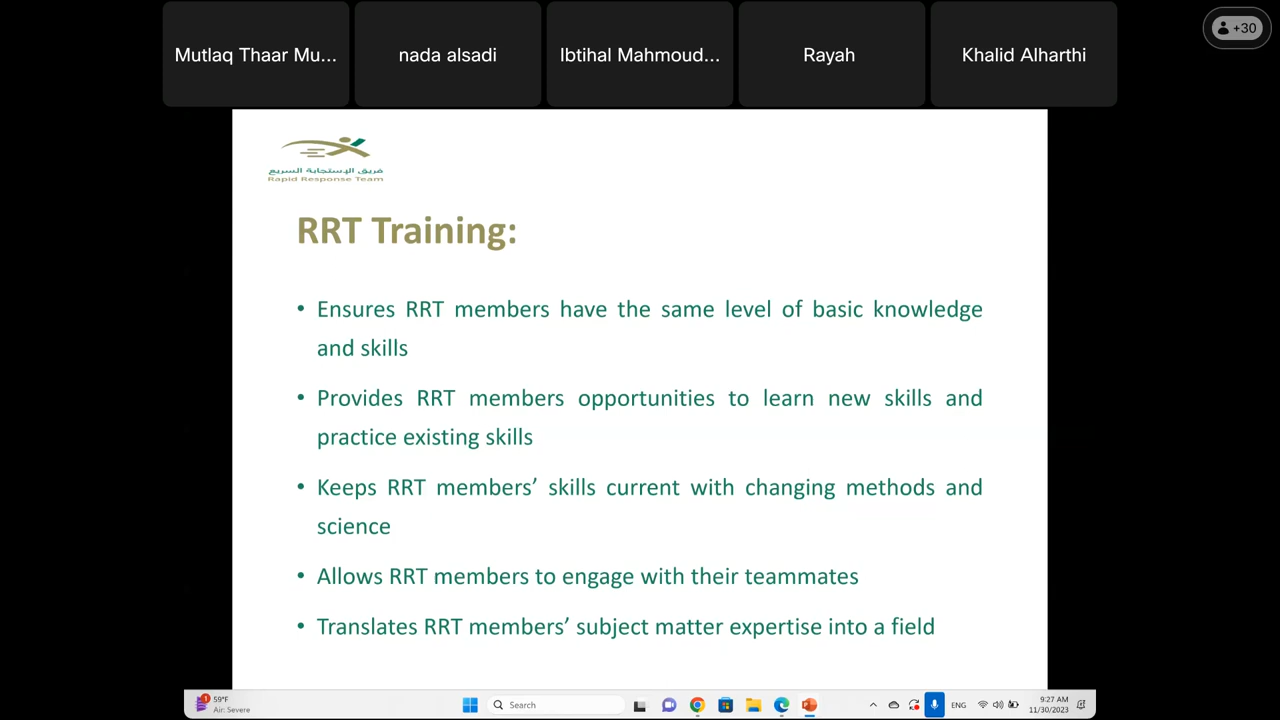 Mutlaq Thaar Mu...
nada alsadi
Ibtihal Mahmoud...
Rayah
Khalid Alharthi
+30
فريق الإستجابة السريع
Rapid Response Team
RRT Training:
• Ensures RRT members have the same level of basic knowledge
and skills
• Provides RRT members opportunities to learn new skills and
practice existing skills
• Keeps RRT members’ skills current with changing methods and
science
• Allows RRT members to engage with their teammates
• Translates RRT members’ subject matter expertise into a field
1
59°F
Air: Severe
Search
ENG
9:27 AM
11/30/2023